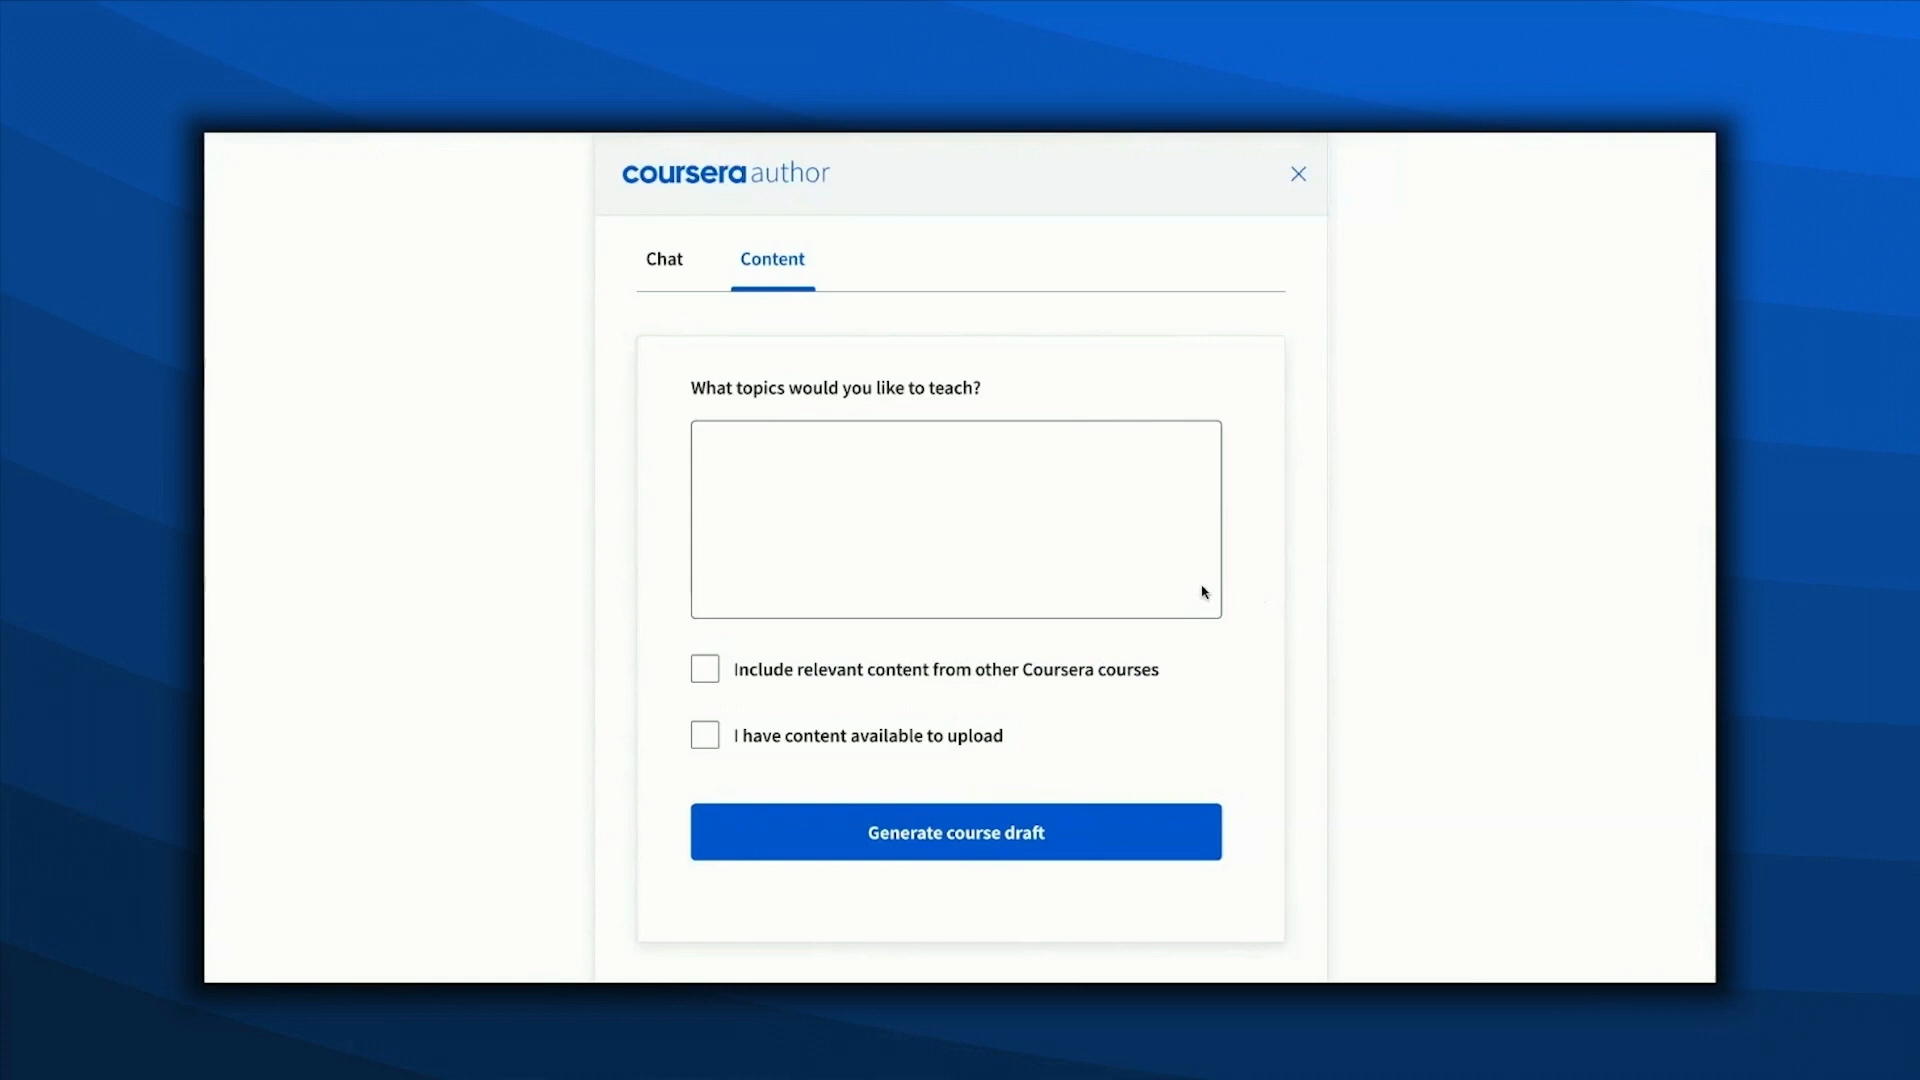 coursera author
Chat
Content
What topics would you like to teach?
Include relevant content from other Coursera courses
I have content available to upload
Generate course draft